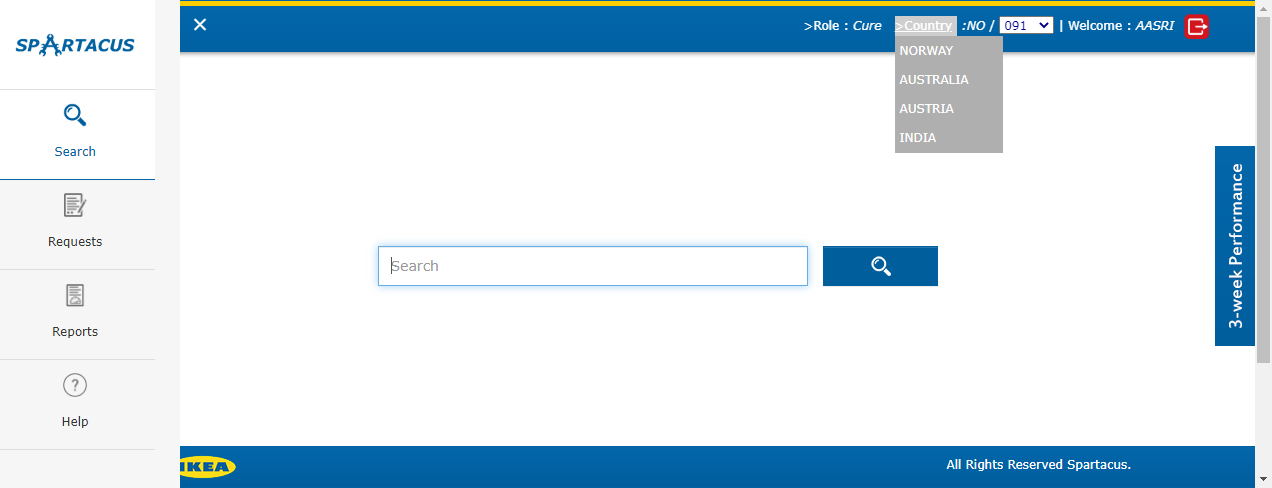 SPARTACUS
Search
Requests
Reports
Help
>Role : Cure >Country :NO / 091 | Welcome : AASRI
NORWAY
AUSTRALIA
AUSTRIA
INDIA
Search
3-week Performance
IKEA
All Rights Reserved Spartacus.